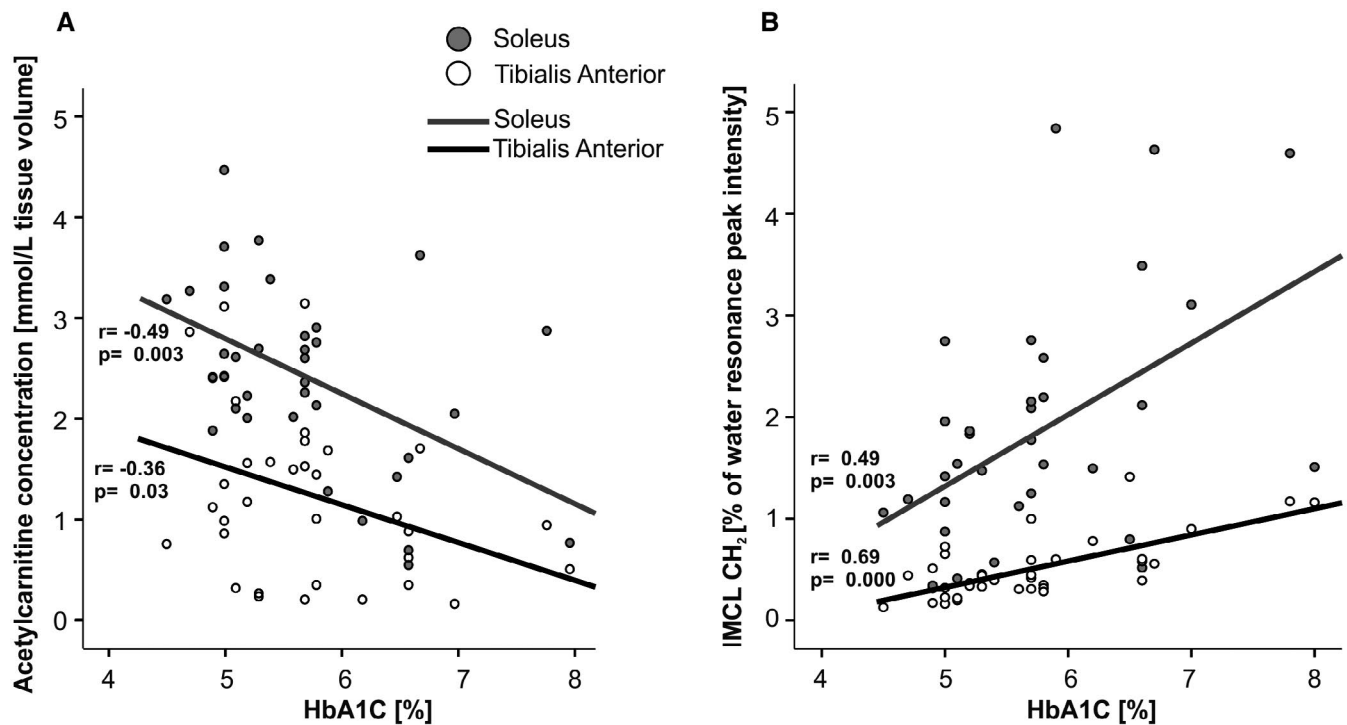 A
Soleus
Tibialis Anterior
Soleus
Tibialis Anterior
Acetylcarnitine concentration [mmol/L tissue volume]
5
4
3
2
1
0
r= -0.49
p= 0.003
r= -0.36
p= 0.03
4 5 6 7 8
HbA1C [%]
B
IMCL CH2 [% of water resonance peak intensity]
5
4
3
2
1
0
r= 0.49
p= 0.003
r= 0.69
p= 0.000
4 5 6 7 8
HbA1C [%]